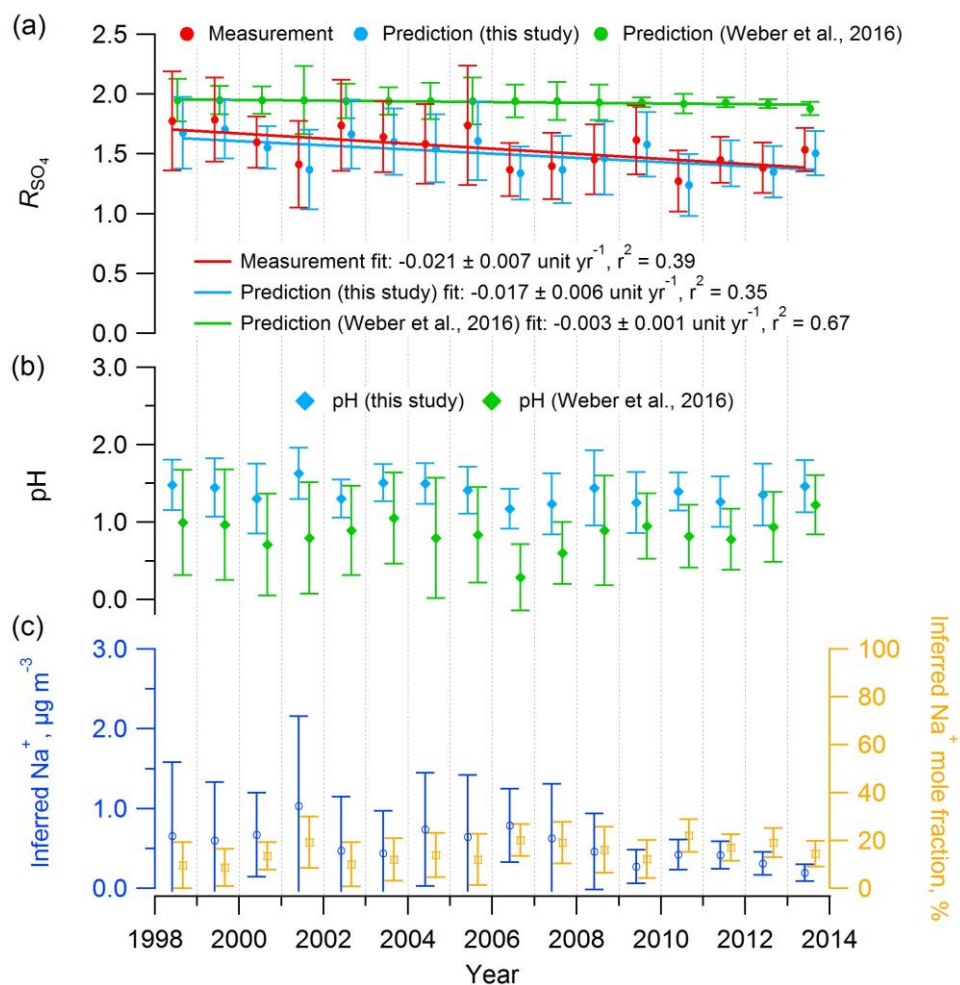 (a)
Measurement Prediction (this study) Prediction (Weber et al., 2016)
2.5
2.0
1.5
1.0
0.5
0.0
R_SO4
Measurement fit: -0.021 ± 0.007 unit yr⁻¹, r² = 0.39
Prediction (this study) fit: -0.017 ± 0.006 unit yr⁻¹, r² = 0.35
Prediction (Weber et al., 2016) fit: -0.003 ± 0.001 unit yr⁻¹, r² = 0.67
(b)
pH (this study) pH (Weber et al., 2016)
3.0
2.0
1.0
0.0
pH
(c)
3.0
2.0
1.0
0.0
Inferred Na⁺, µg m⁻³
100
80
60
40
20
0
Inferred Na⁺ mole fraction, %
1998 2000 2002 2004 2006 2008 2010 2012 2014
Year